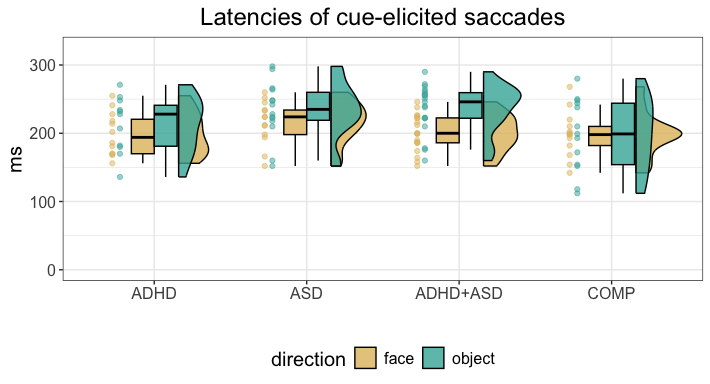 Latencies of cue-elicited saccades
ms
300
200
100
0
ADHD ASD ADHD+ASD COMP
direction face object